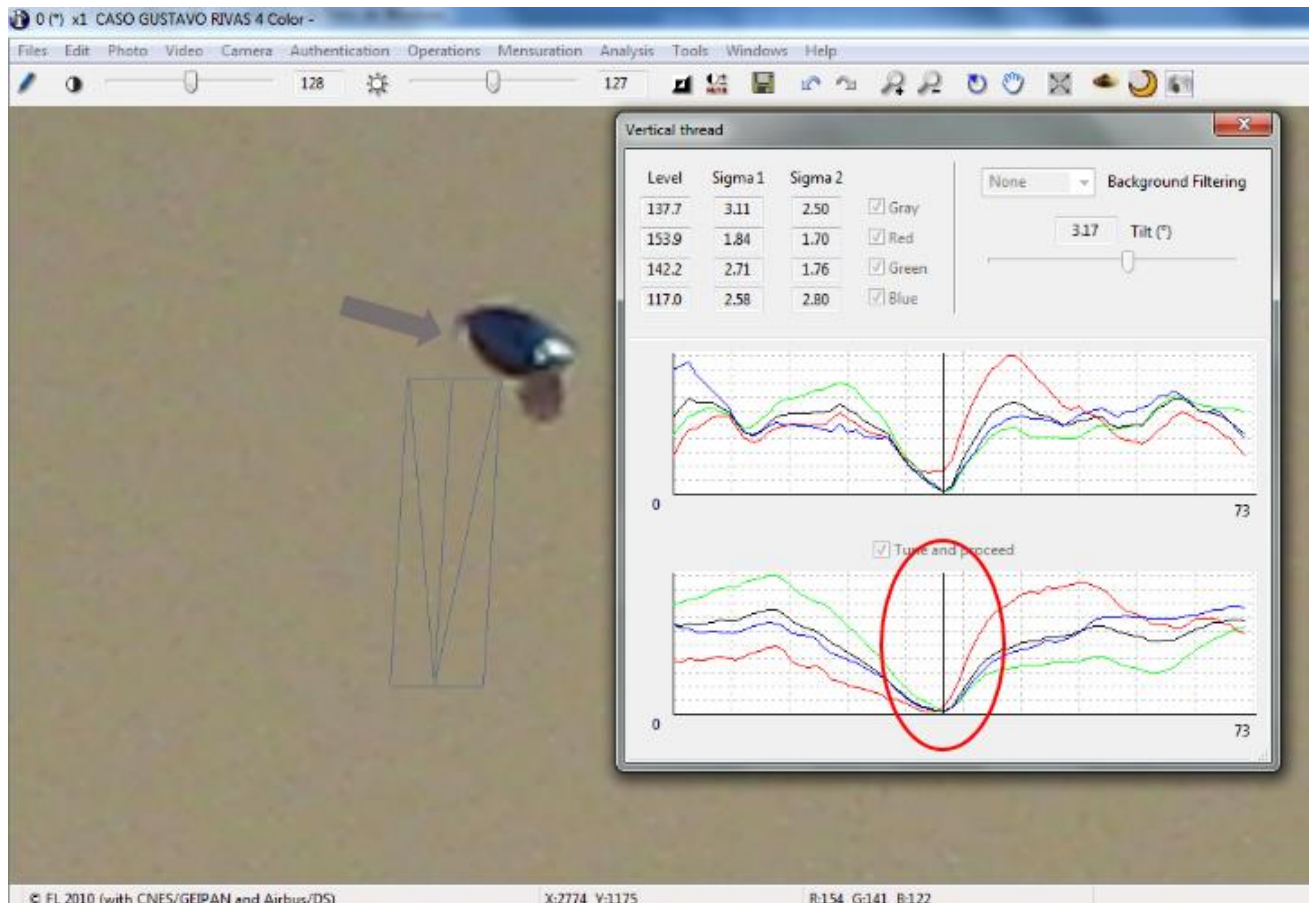 0 (*) x1 CASO GUSTAVO RIVAS 4 Color -
Files Edit Photo Video Camera Authentication Operations Mensuration Analysis Tools Windows Help
128 127
Vertical thread
Level Sigma 1 Sigma 2
None Background Filtering
137.7 3.11 2.50 Gray
153.9 1.84 1.70 Red
3.17 Tilt (°)
142.2 2.71 1.76 Green
117.0 2.58 2.80 Blue
0 73
Tune and proceed
0 73
© FL 2010 (with CNES/GEIPAN and Airbus/DS) X:2774 Y:1175 R:154 G:141 B:122